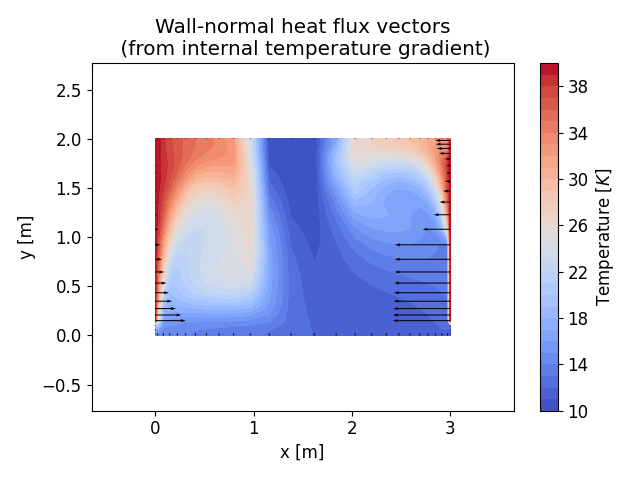 Wall-normal heat flux vectors
(from internal temperature gradient)
2.5
2.0
1.5
1.0
0.5
0.0
−0.5
y [m]
0 1 2 3
x [m]
38
34
30
26
22
18
14
10
Temperature [K]